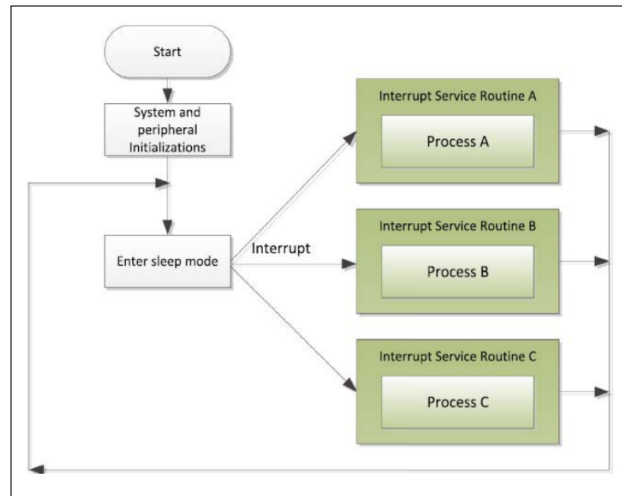 Start
System and
peripheral
Initializations
Enter sleep mode
Interrupt
Interrupt Service Routine A
Process A
Interrupt Service Routine B
Process B
Interrupt Service Routine C
Process C